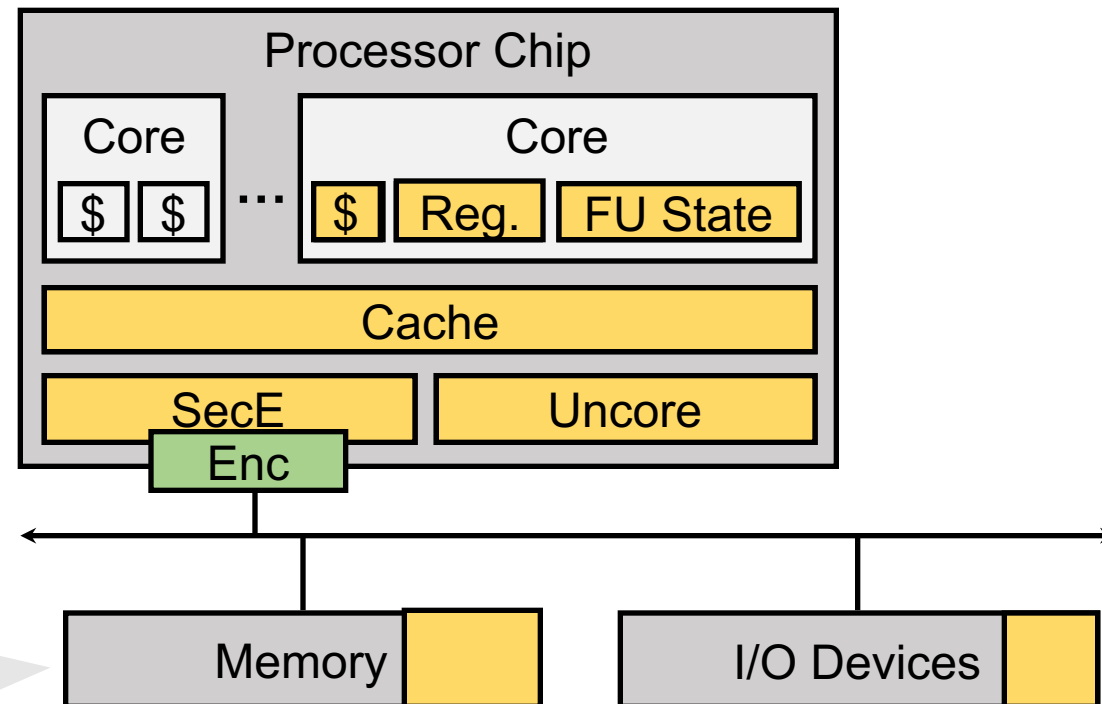 Processor Chip
Core
$ $
...
Core
$ Reg. FU State
Cache
SecE
Uncore
Enc
Memory
I/O Devices